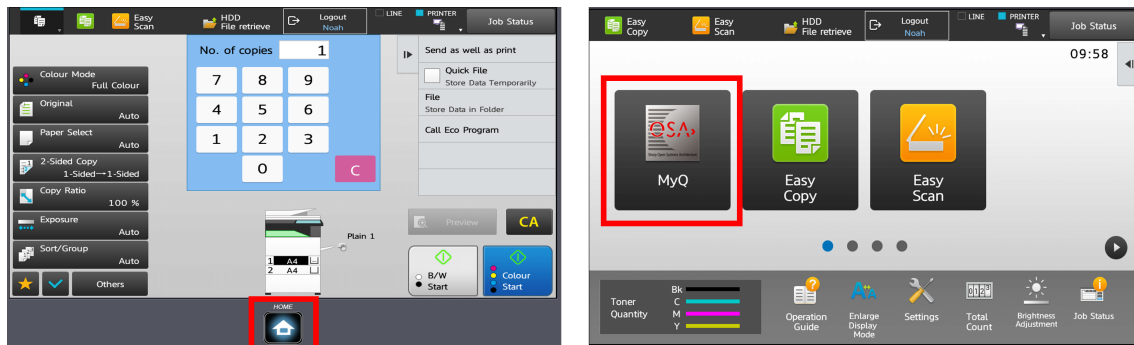 Easy
Scan
HDD
File retrieve
Logout
Noah
LINE
PRINTER
Job Status
No. of copies
1
Send as well as print
Quick File
Store Data Temporarily
File
Store Data in Folder
Call Eco Program
Colour Mode
Full Colour
Original
Auto
Paper Select
Auto
2-Sided Copy
1-Sided→1-Sided
Copy Ratio
100 %
Exposure
Auto
Sort/Group
Auto
Others
7 8 9
4 5 6
1 2 3
0 C
Plain 1
1 A4
2 A4
Preview
CA
B/W
Start
Colour
Start
HOME
Easy
Copy
Easy
Scan
HDD
File retrieve
Logout
Noah
LINE
PRINTER
Job Status
09:58
OSA
MyQ
Easy
Copy
Easy
Scan
Toner
Quantity
Bk
C
M
Y
Operation
Guide
Enlarge
Display
Mode
Settings
Total
Count
Brightness
Adjustment
Job Status